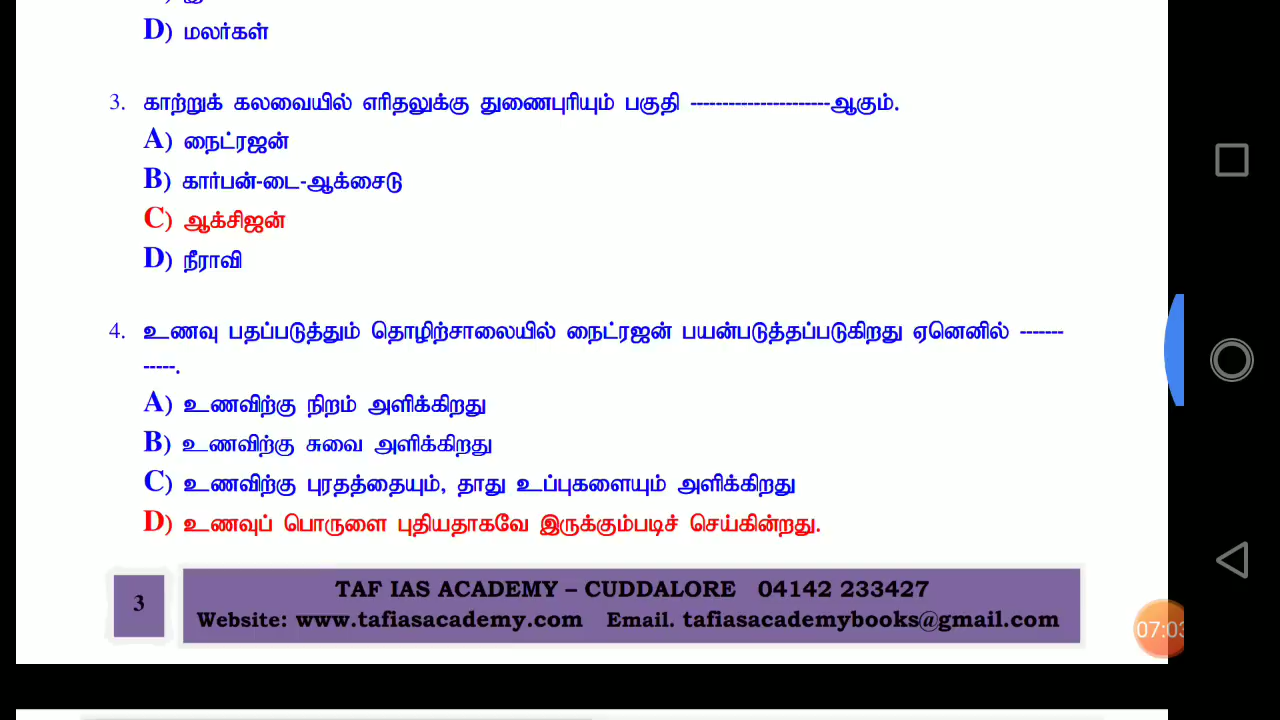 D) மலர்கள்
3. காற்றுக் கலவையில் எரிதலுக்கு துணைபுரியும் பகுதி ----------------------ஆகும்.
A) நைட்ரஜன்
B) கார்பன்-டை-ஆக்சைடு
C) ஆக்சிஜன்
D) நீராவி
4. உணவு பதப்படுத்தும் தொழிற்சாலையில் நைட்ரஜன் பயன்படுத்தப்படுகிறது ஏனெனில் -------
-----.
A) உணவிற்கு நிறம் அளிக்கிறது
B) உணவிற்கு சுவை அளிக்கிறது
C) உணவிற்கு புரதத்தையும், தாது உப்புகளையும் அளிக்கிறது
D) உணவுப் பொருளை புதியதாகவே இருக்கும்படிச் செய்கின்றது.
3
TAF IAS ACADEMY – CUDDALORE 04142 233427
Website: www.tafiasacademy.com Email. tafiasacademybooks@gmail.com
07:03